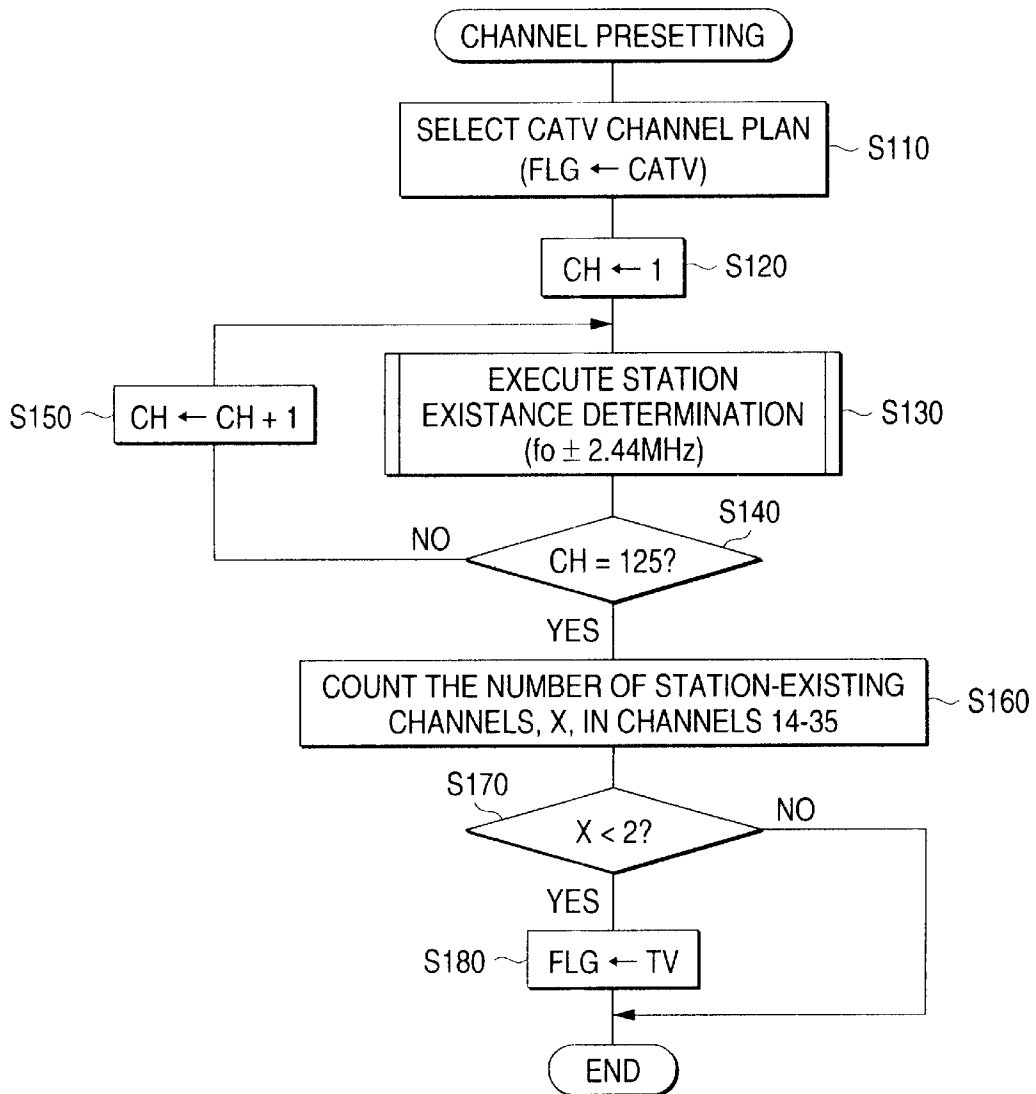 CHANNEL PRESETTING
SELECT CATV CHANNEL PLAN
(FLG ← CATV)
S110
CH ← 1
S120
EXECUTE STATION
EXISTANCE DETERMINATION
(fo ± 2.44MHz)
S130
S150
CH ← CH + 1
S140
NO
CH = 125?
YES
COUNT THE NUMBER OF STATION-EXISTING
CHANNELS, X, IN CHANNELS 14-35
S160
S170
NO
X < 2?
YES
S180
FLG ← TV
END